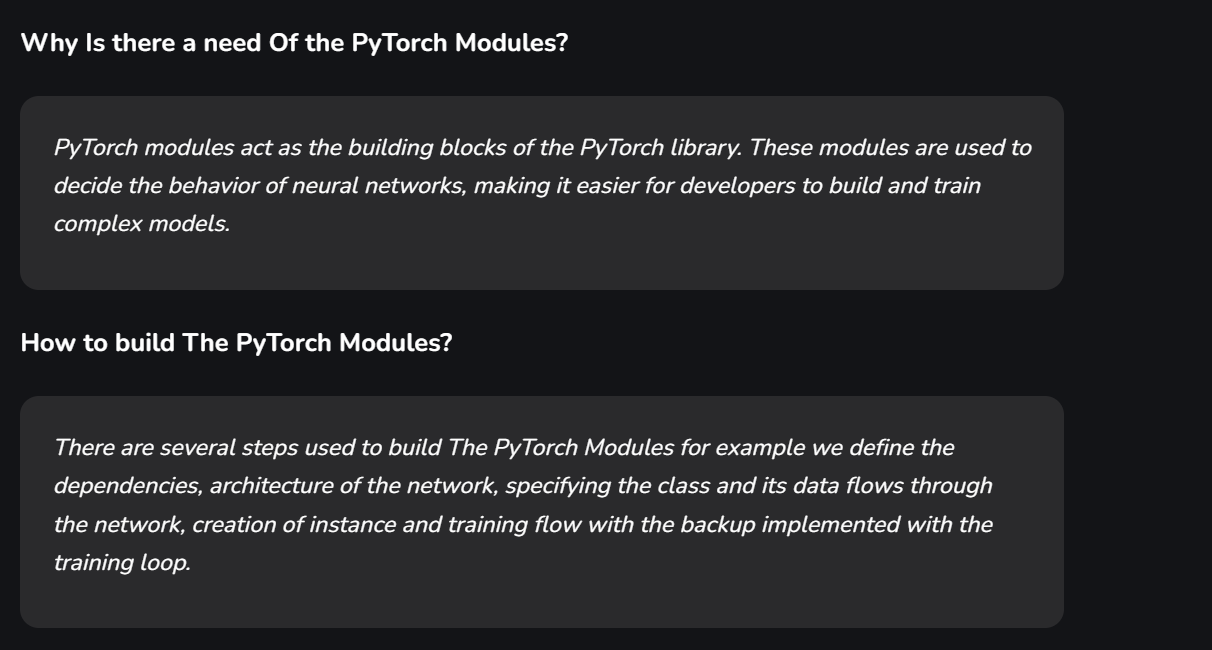 Why Is there a need Of the PyTorch Modules?
PyTorch modules act as the building blocks of the PyTorch library. These modules are used to
decide the behavior of neural networks, making it easier for developers to build and train
complex models.
How to build The PyTorch Modules?
There are several steps used to build The PyTorch Modules for example we define the
dependencies, architecture of the network, specifying the class and its data flows through
the network, creation of instance and training flow with the backup implemented with the
training loop.